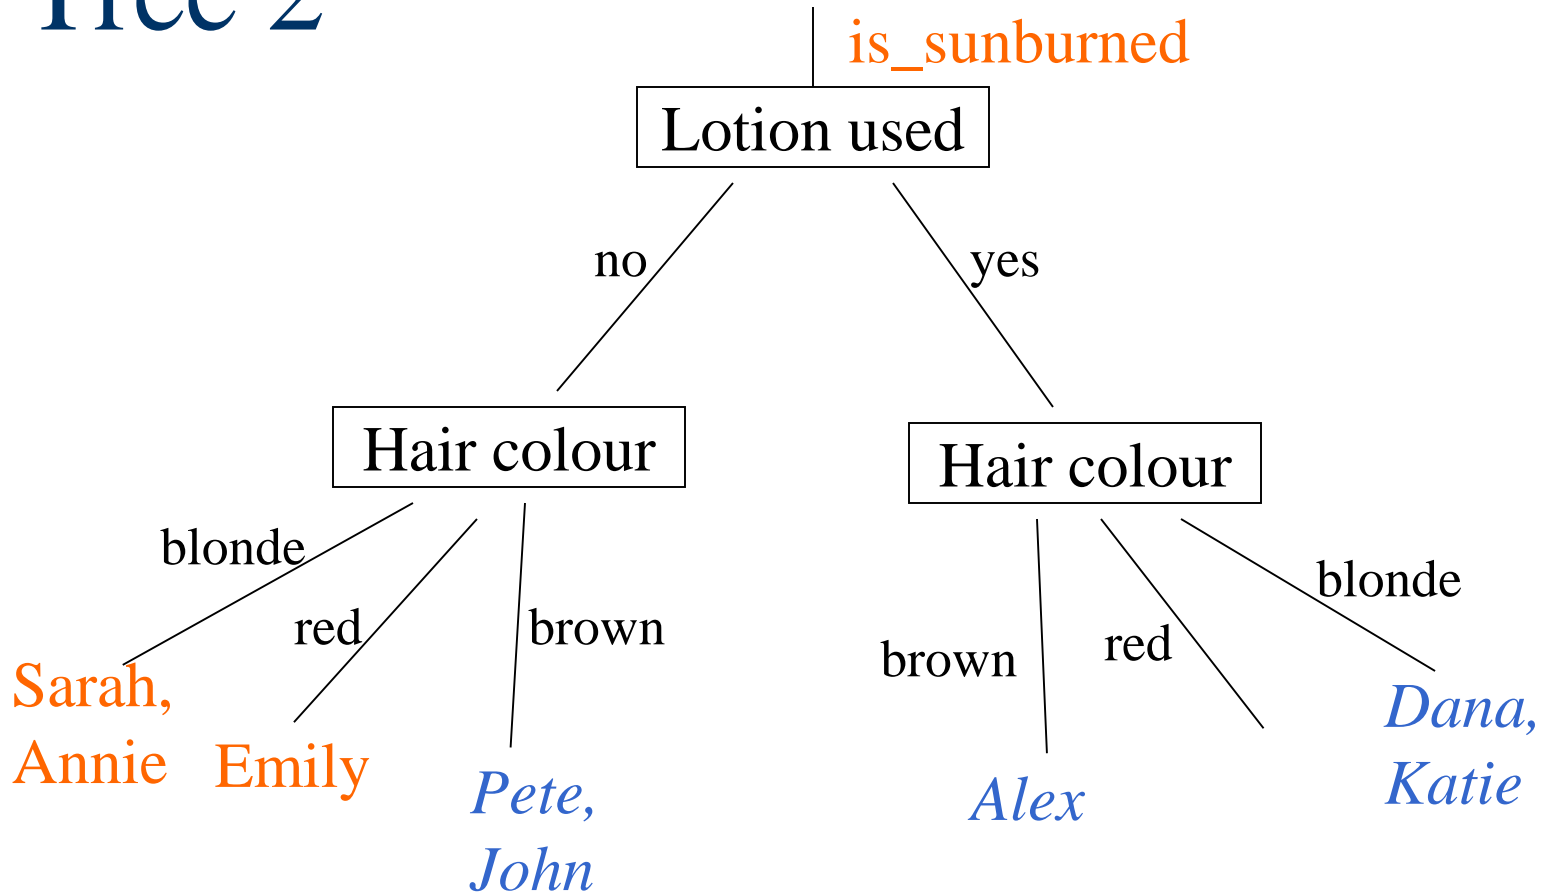 Tree 2
is_sunburned
Lotion used
no
yes
Hair colour
Hair colour
blonde
red
brown
brown
red
blonde
Sarah,
Annie
Emily
Pete,
John
Alex
Dana,
Katie